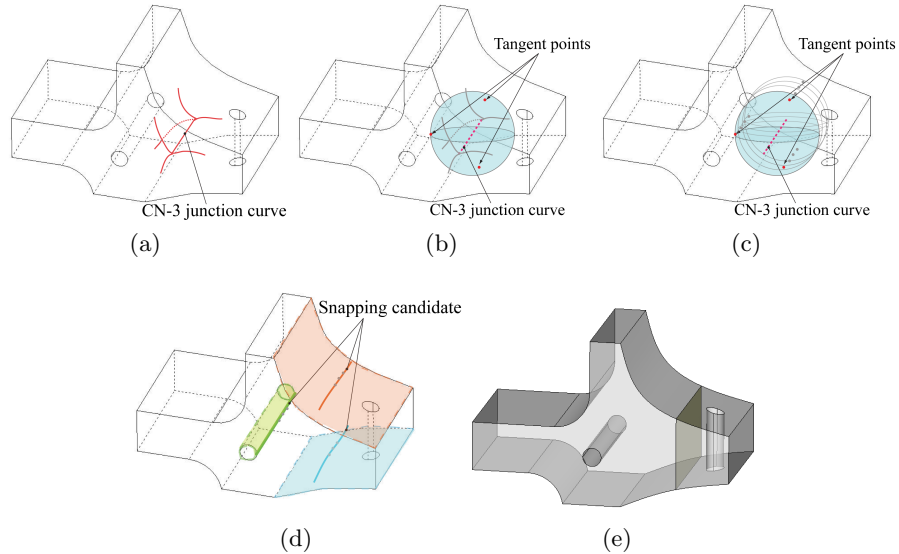 Tangent points
CN-3 junction curve
(a)
Tangent points
CN-3 junction curve
(b)
CN-3 junction curve
(c)
Snapping candidate
(d)
(e)